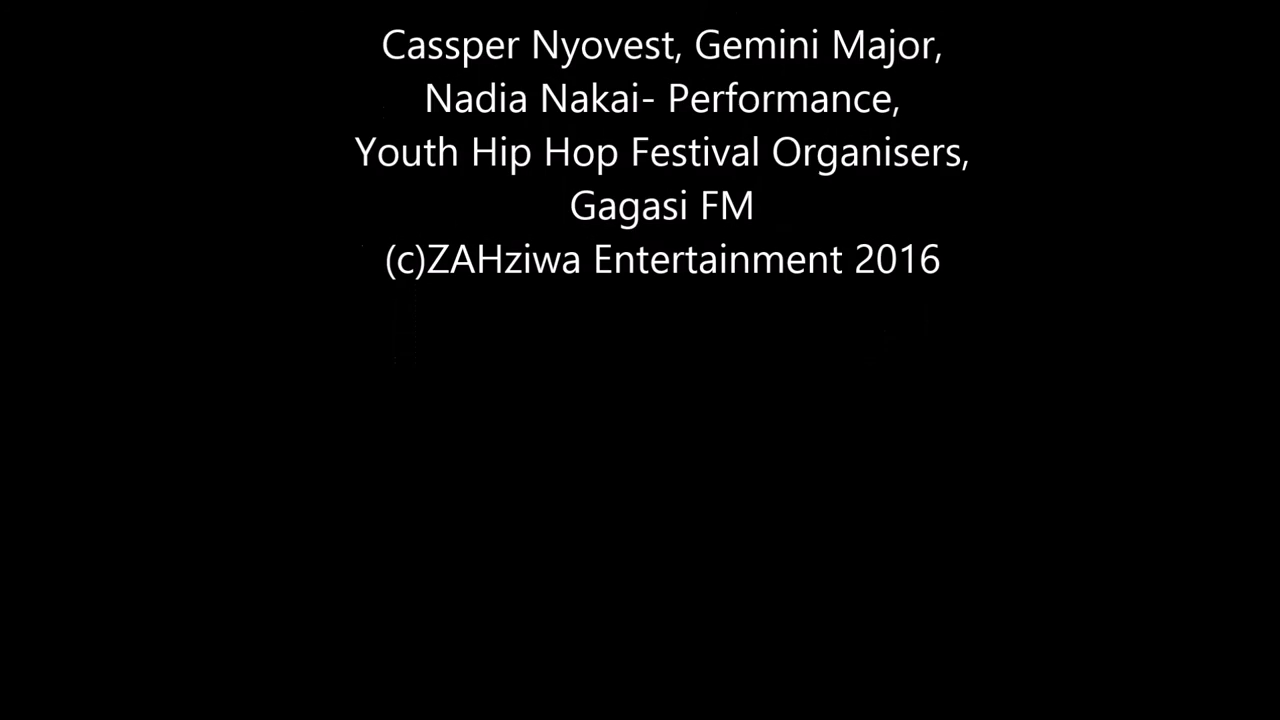 Cassper Nyovest, Gemini Major,
Nadia Nakai- Performance,
Youth Hip Hop Festival Organisers,
Gagasi FM
(c)ZAHziwa Entertainment 2016